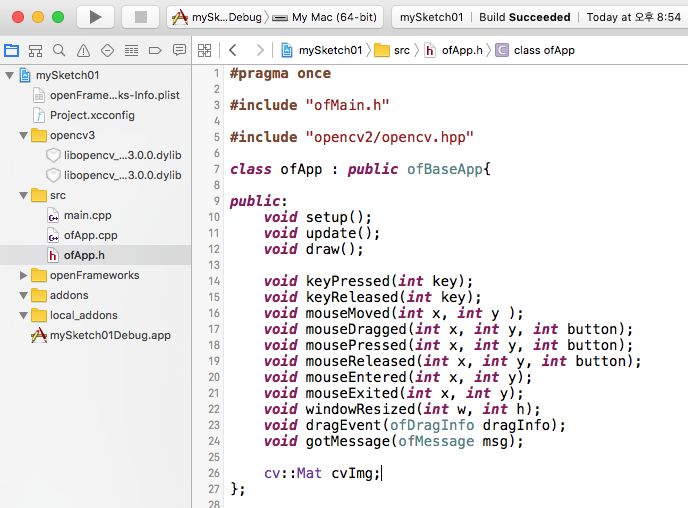 mySk...Debug
My Mac (64-bit)
mySketch01 | Build Succeeded | Today at 오후 8:54
mySketch01
src
h ofApp.h
C class ofApp
mySketch01
openFrame...ks-Info.plist
Project.xcconfig
opencv3
libopencv_...3.0.0.dylib
libopencv_...3.0.0.dylib
src
C++ main.cpp
C++ ofApp.cpp
h ofApp.h
openFrameworks
addons
local_addons
mySketch01Debug.app
1 #pragma once
2
3 #include "ofMain.h"
4
5 #include "opencv2/opencv.hpp"
6
7 class ofApp : public ofBaseApp{
8
9 public:
10 void setup();
11 void update();
12 void draw();
13
14 void keyPressed(int key);
15 void keyReleased(int key);
16 void mouseMoved(int x, int y );
17 void mouseDragged(int x, int y, int button);
18 void mousePressed(int x, int y, int button);
19 void mouseReleased(int x, int y, int button);
20 void mouseEntered(int x, int y);
21 void mouseExited(int x, int y);
22 void windowResized(int w, int h);
23 void dragEvent(ofDragInfo dragInfo);
24 void gotMessage(ofMessage msg);
25
26 cv::Mat cvImg;
27 };
28